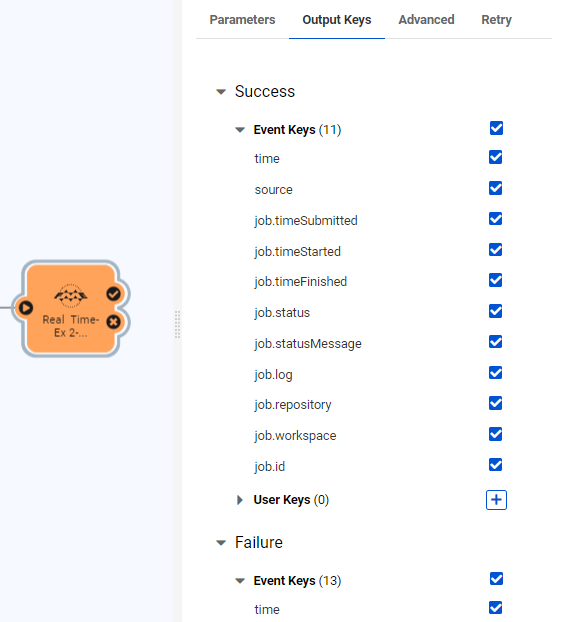 Parameters Output Keys Advanced Retry
Success
Event Keys (11)
time
source
job.timeSubmitted
job.timeStarted
job.timeFinished
job.status
job.statusMessage
job.log
job.repository
job.workspace
job.id
User Keys (0)
Failure
Event Keys (13)
time
Real Time-
Ex 2-...